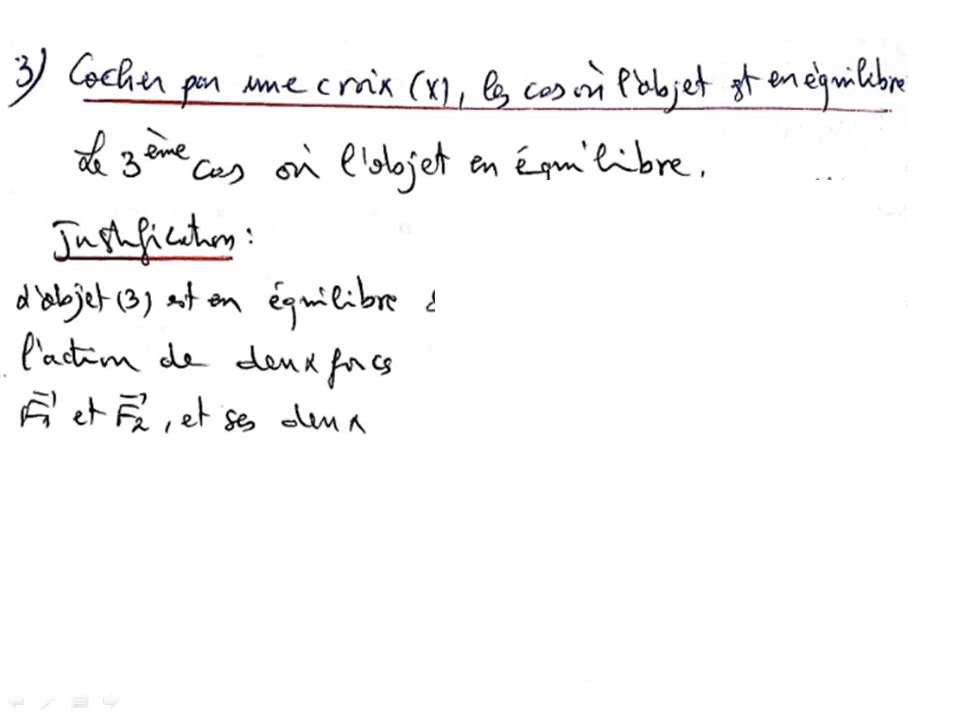 3) Cocher par une croix (x), les cas où l'objet est en équilibre
Le 3ème cas où l'objet en équilibre.
Justification :
L'objet (3) est en équilibre
l'action de deux forces
F₁ et F₂, et ses deux